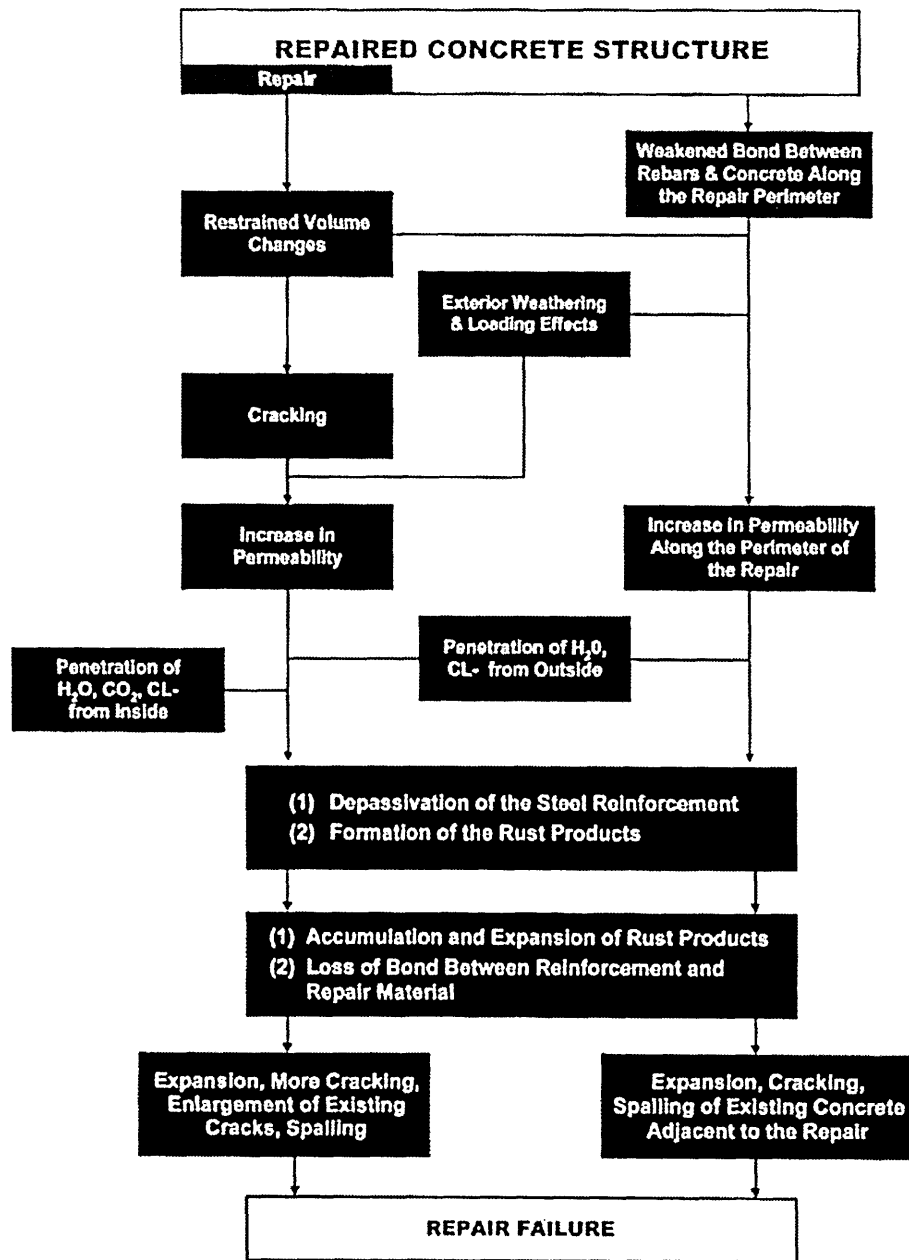 REPAIRED CONCRETE STRUCTURE
Repair
Weakened Bond Between
Rebars & Concrete Along
the Repair Perimeter
Restrained Volume
Changes
Exterior Weathering
& Loading Effects
Cracking
Increase in
Permeability
Increase in Permeability
Along the Perimeter of
the Repair
Penetration of
H₂O, CO₂, CL-
from Inside
Penetration of H₂0,
CL- from Outside
(1) Depassivation of the Steel Reinforcement
(2) Formation of the Rust Products
(1) Accumulation and Expansion of Rust Products
(2) Loss of Bond Between Reinforcement and
Repair Material
Expansion, More Cracking,
Enlargement of Existing
Cracks, Spalling
Expansion, Cracking,
Spalling of Existing Concrete
Adjacent to the Repair
REPAIR FAILURE